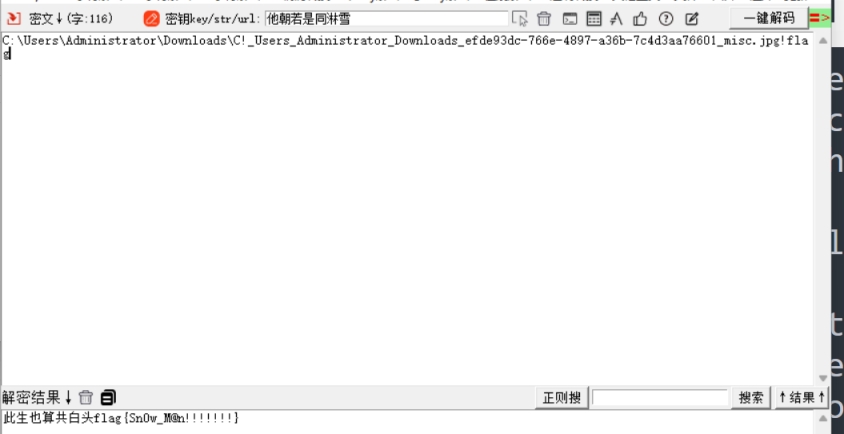 密文↓(字:116) 密钥key/str/url: 他朝若是同淋雪 一键解码
C:\Users\Administrator\Downloads\C!_Users_Administrator_Downloads_efde93dc-766e-4897-a36b-7c4d3aa76601_misc.jpg!fla
g
解密结果↓ 正则搜 搜索 ↑结果↑
此生也算共白头flag{Sn0w_M@n!!!!!!!}